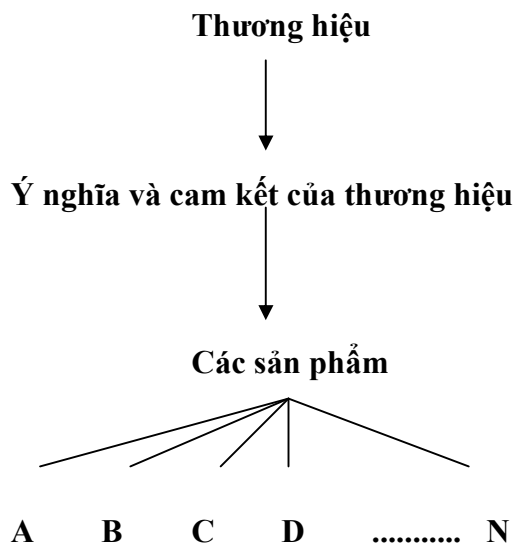 Thương hiệu
Ý nghĩa và cam kết của thương hiệu
Các sản phẩm
A B C D ........... N